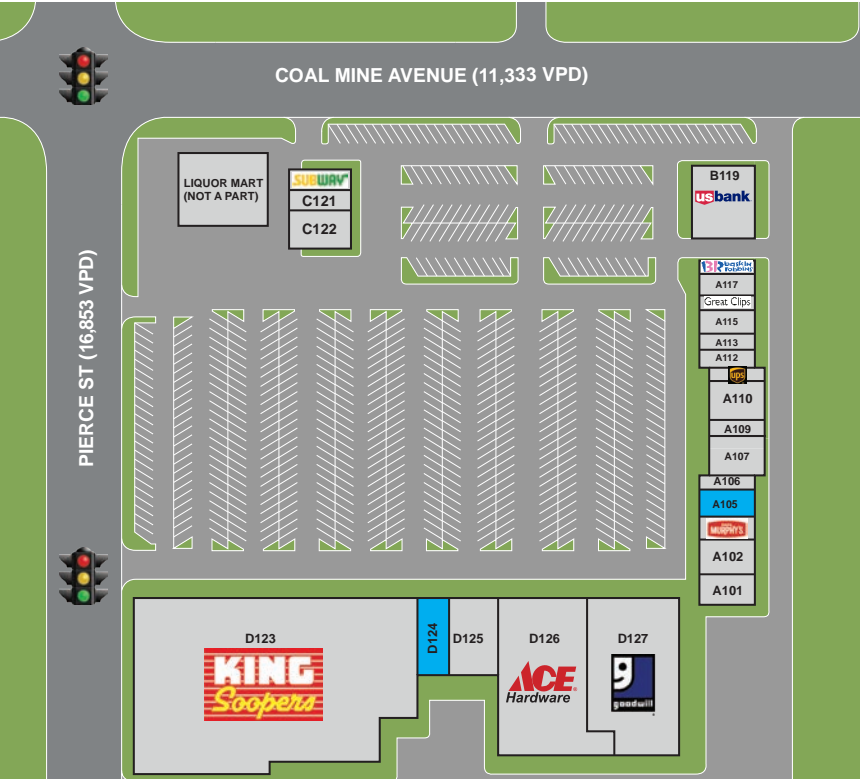 COAL MINE AVENUE (11,333 VPD)
PIERCE ST (16,853 VPD)
LIQUOR MART
(NOT A PART)
SUBWAY
C121
C122
B119
usbank
BR baskin
robbins
A117
Great Clips
A115
A113
A112
ups
A110
A109
A107
A106
A105
MURPHY'S
A102
A101
D123
KING
Soopers
D124
D125
D126
ACE
Hardware
D127
g
goodwill